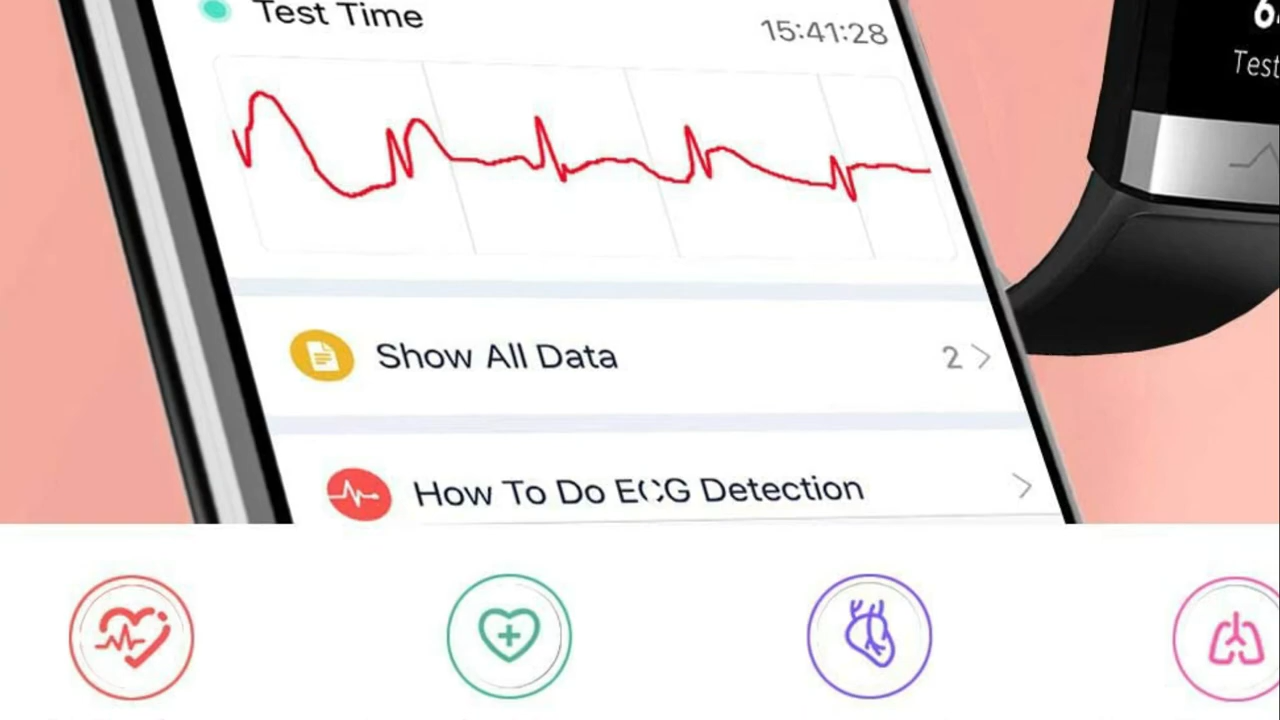 Test Time
15:41:28
Show All Data
2
How To Do ECG Detection
Test